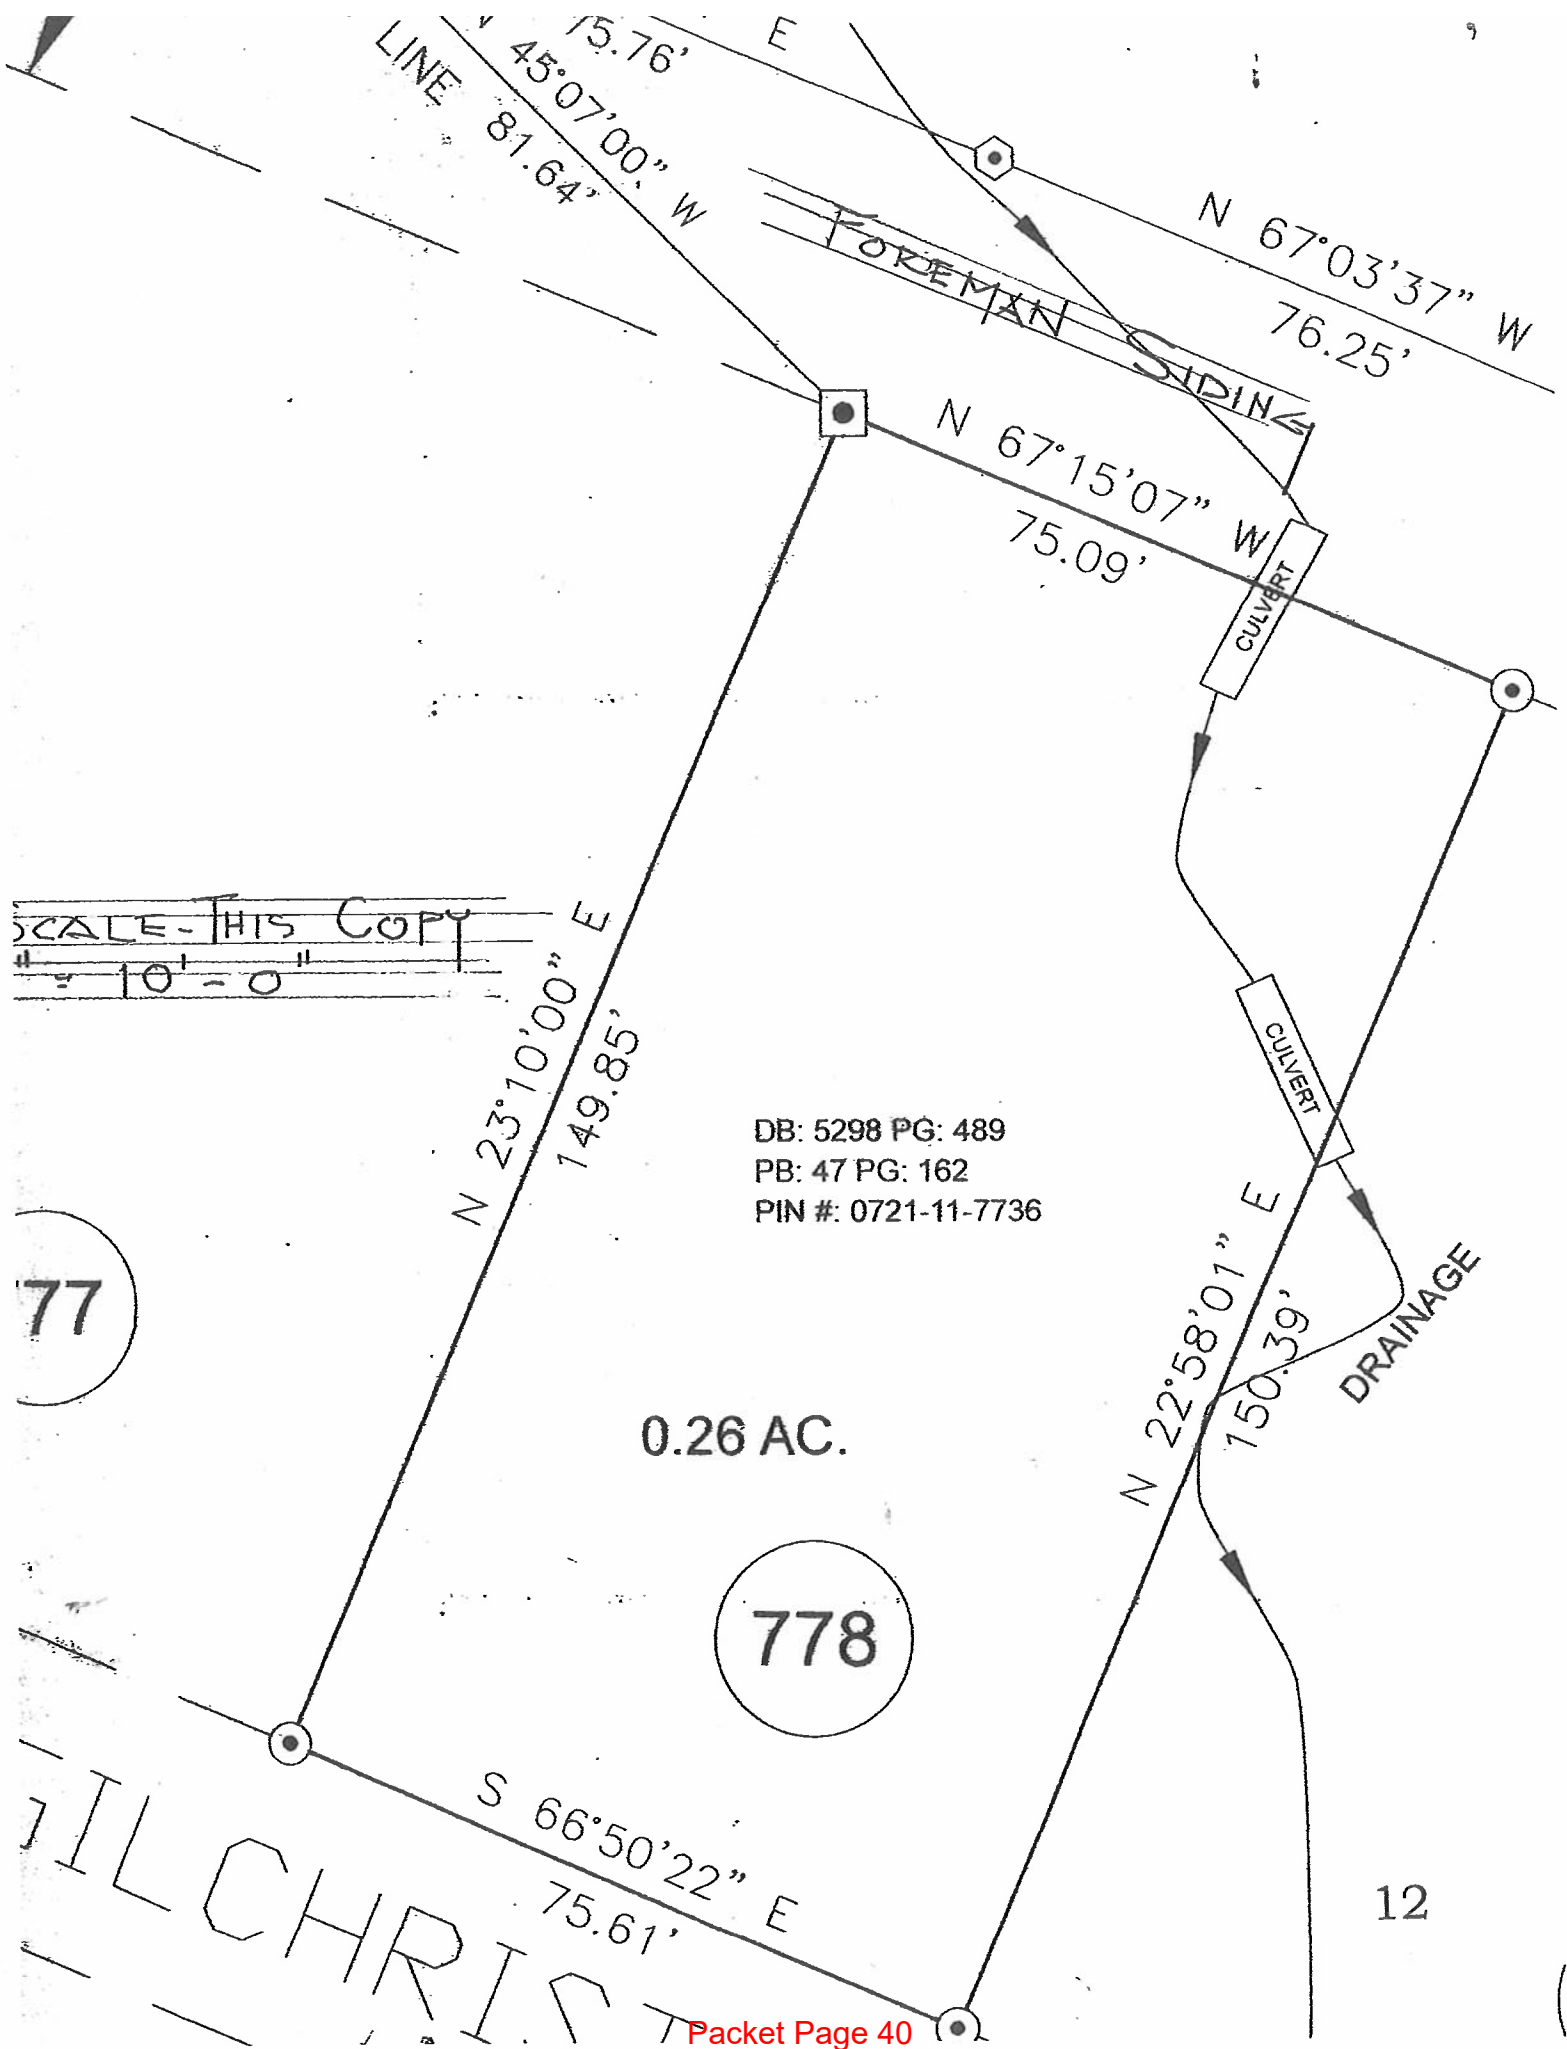 75.76’
E
45°07’00” W
LINE 81.64’
N 67°03’37” W
76.25’
FOREMAN SIDING
N 67°15’07” W
75.09’
CULVERT
SCALE-THIS COPY
" = 10'-0"
N 23°10’00” E
149.85’
CULVERT
DB: 5298 PG: 489
PB: 47 PG: 162
PIN #: 0721-11-7736
77
N 22°58’01” E
150.39’
DRAINAGE
0.26 AC.
778
S 66°50’22” E
75.61’
GILCHRIST
12
Packet Page 40